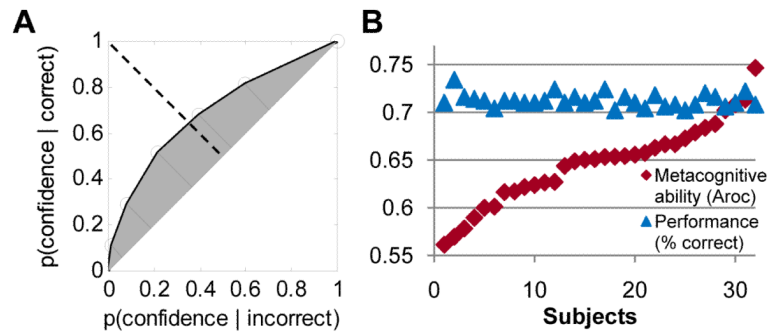 A
p(confidence | correct)
1
0.8
0.6
0.4
0.2
0
0 0.2 0.4 0.6 0.8 1
p(confidence | incorrect)
B
0.75
0.7
0.65
0.6
0.55
0 10 20 30
Subjects
Metacognitive
ability (Aroc)
Performance
(% correct)